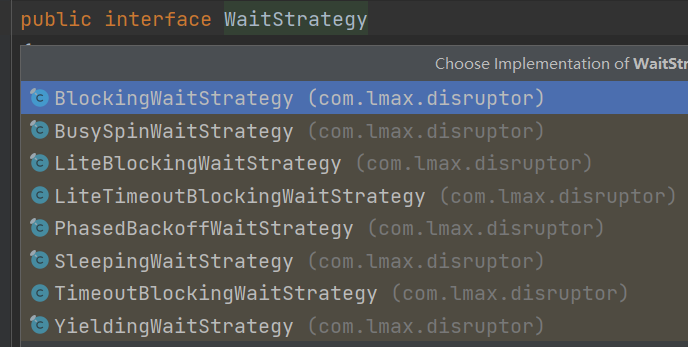 public interface WaitStrategy
Choose Implementation of WaitStr
C BlockingWaitStrategy (com.lmax.disruptor)
C BusySpinWaitStrategy (com.lmax.disruptor)
C LiteBlockingWaitStrategy (com.lmax.disruptor)
C LiteTimeoutBlockingWaitStrategy (com.lmax.disruptor)
C PhasedBackoffWaitStrategy (com.lmax.disruptor)
C SleepingWaitStrategy (com.lmax.disruptor)
C TimeoutBlockingWaitStrategy (com.lmax.disruptor)
C YieldingWaitStrategy (com.lmax.disruptor)